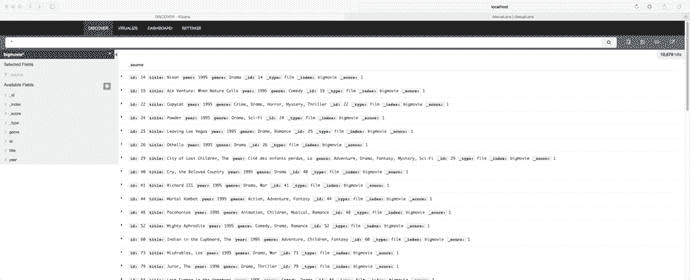 localhost
DISCOVER - Kibana
DISCOVER VISUALIZE DASHBOARD SETTINGS
*
bigmovie*
10,679 hits
Selected Fields
_source
Available Fields
_id
_index
_score
_type
genre
id
title
year
_source
id: 14 title: Nixon year: 1995 genre: Drama _id: 14 _type: film _index: bigmovie _score: 1
id: 19 title: Ace Ventura: When Nature Calls year: 1995 genre: Comedy _id: 19 _type: film _index: bigmovie _score: 1
id: 22 title: Copycat year: 1995 genre: Crime, Drama, Horror, Mystery, Thriller _id: 22 _type: film _index: bigmovie _score: 1
id: 24 title: Powder year: 1995 genre: Drama, Sci-Fi _id: 24 _type: film _index: bigmovie _score: 1
id: 25 title: Leaving Las Vegas year: 1995 genre: Drama, Romance _id: 25 _type: film _index: bigmovie _score: 1
id: 26 title: Othello year: 1995 genre: Drama _id: 26 _type: film _index: bigmovie _score: 1
id: 29 title: City of Lost Children, The year: Cité des enfants perdus, La genre: Adventure, Drama, Fantasy, Mystery, Sci-Fi _id: 29 _type: film _index: bigmovie _score: 1
id: 40 title: Cry, the Beloved Country year: 1995 genre: Drama _id: 40 _type: film _index: bigmovie _score: 1
id: 41 title: Richard III year: 1995 genre: Drama, War _id: 41 _type: film _index: bigmovie _score: 1
id: 44 title: Mortal Kombat year: 1995 genre: Action, Adventure, Fantasy _id: 44 _type: film _index: bigmovie _score: 1
id: 48 title: Pocahontas year: 1995 genre: Animation, Children, Musical, Romance _id: 48 _type: film _index: bigmovie _score: 1
id: 52 title: Mighty Aphrodite year: 1995 genre: Comedy, Drama, Romance _id: 52 _type: film _index: bigmovie _score: 1
id: 60 title: Indian in the Cupboard, The year: 1995 genre: Adventure, Children, Fantasy _id: 60 _type: film _index: bigmovie _score: 1
id: 73 title: Misérables, Les year: 1995 genre: Drama, War _id: 73 _type: film _index: bigmovie _score: 1
id: 79 title: Juror, The year: 1996 genre: Drama, Thriller _id: 79 _type: film _index: bigmovie _score: 1